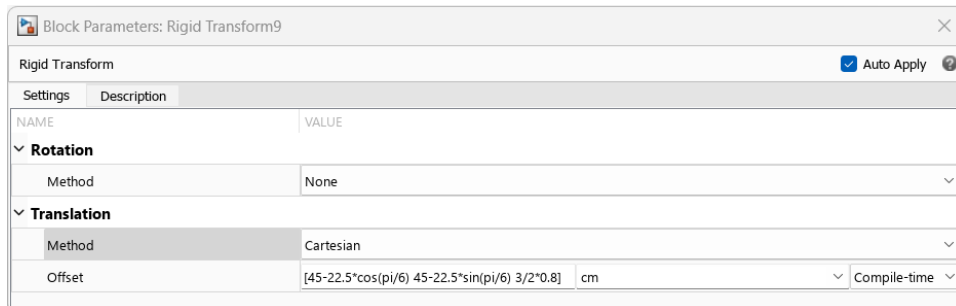 Block Parameters: Rigid Transform9
Rigid Transform Auto Apply ?
Settings Description
NAME VALUE
Rotation
Method None
Translation
Method Cartesian
Offset [45-22.5*cos(pi/6) 45-22.5*sin(pi/6) 3/2*0.8] cm Compile-time